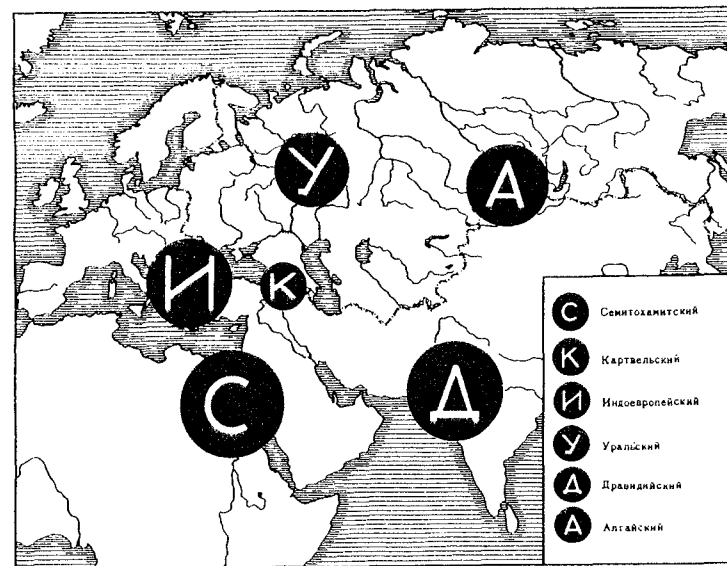 У
А
И
К
С
Д
С Семитохамитский
К Картвельский
И Индоевропейский
У Уральский
Д Дравидийский
А Алтайский